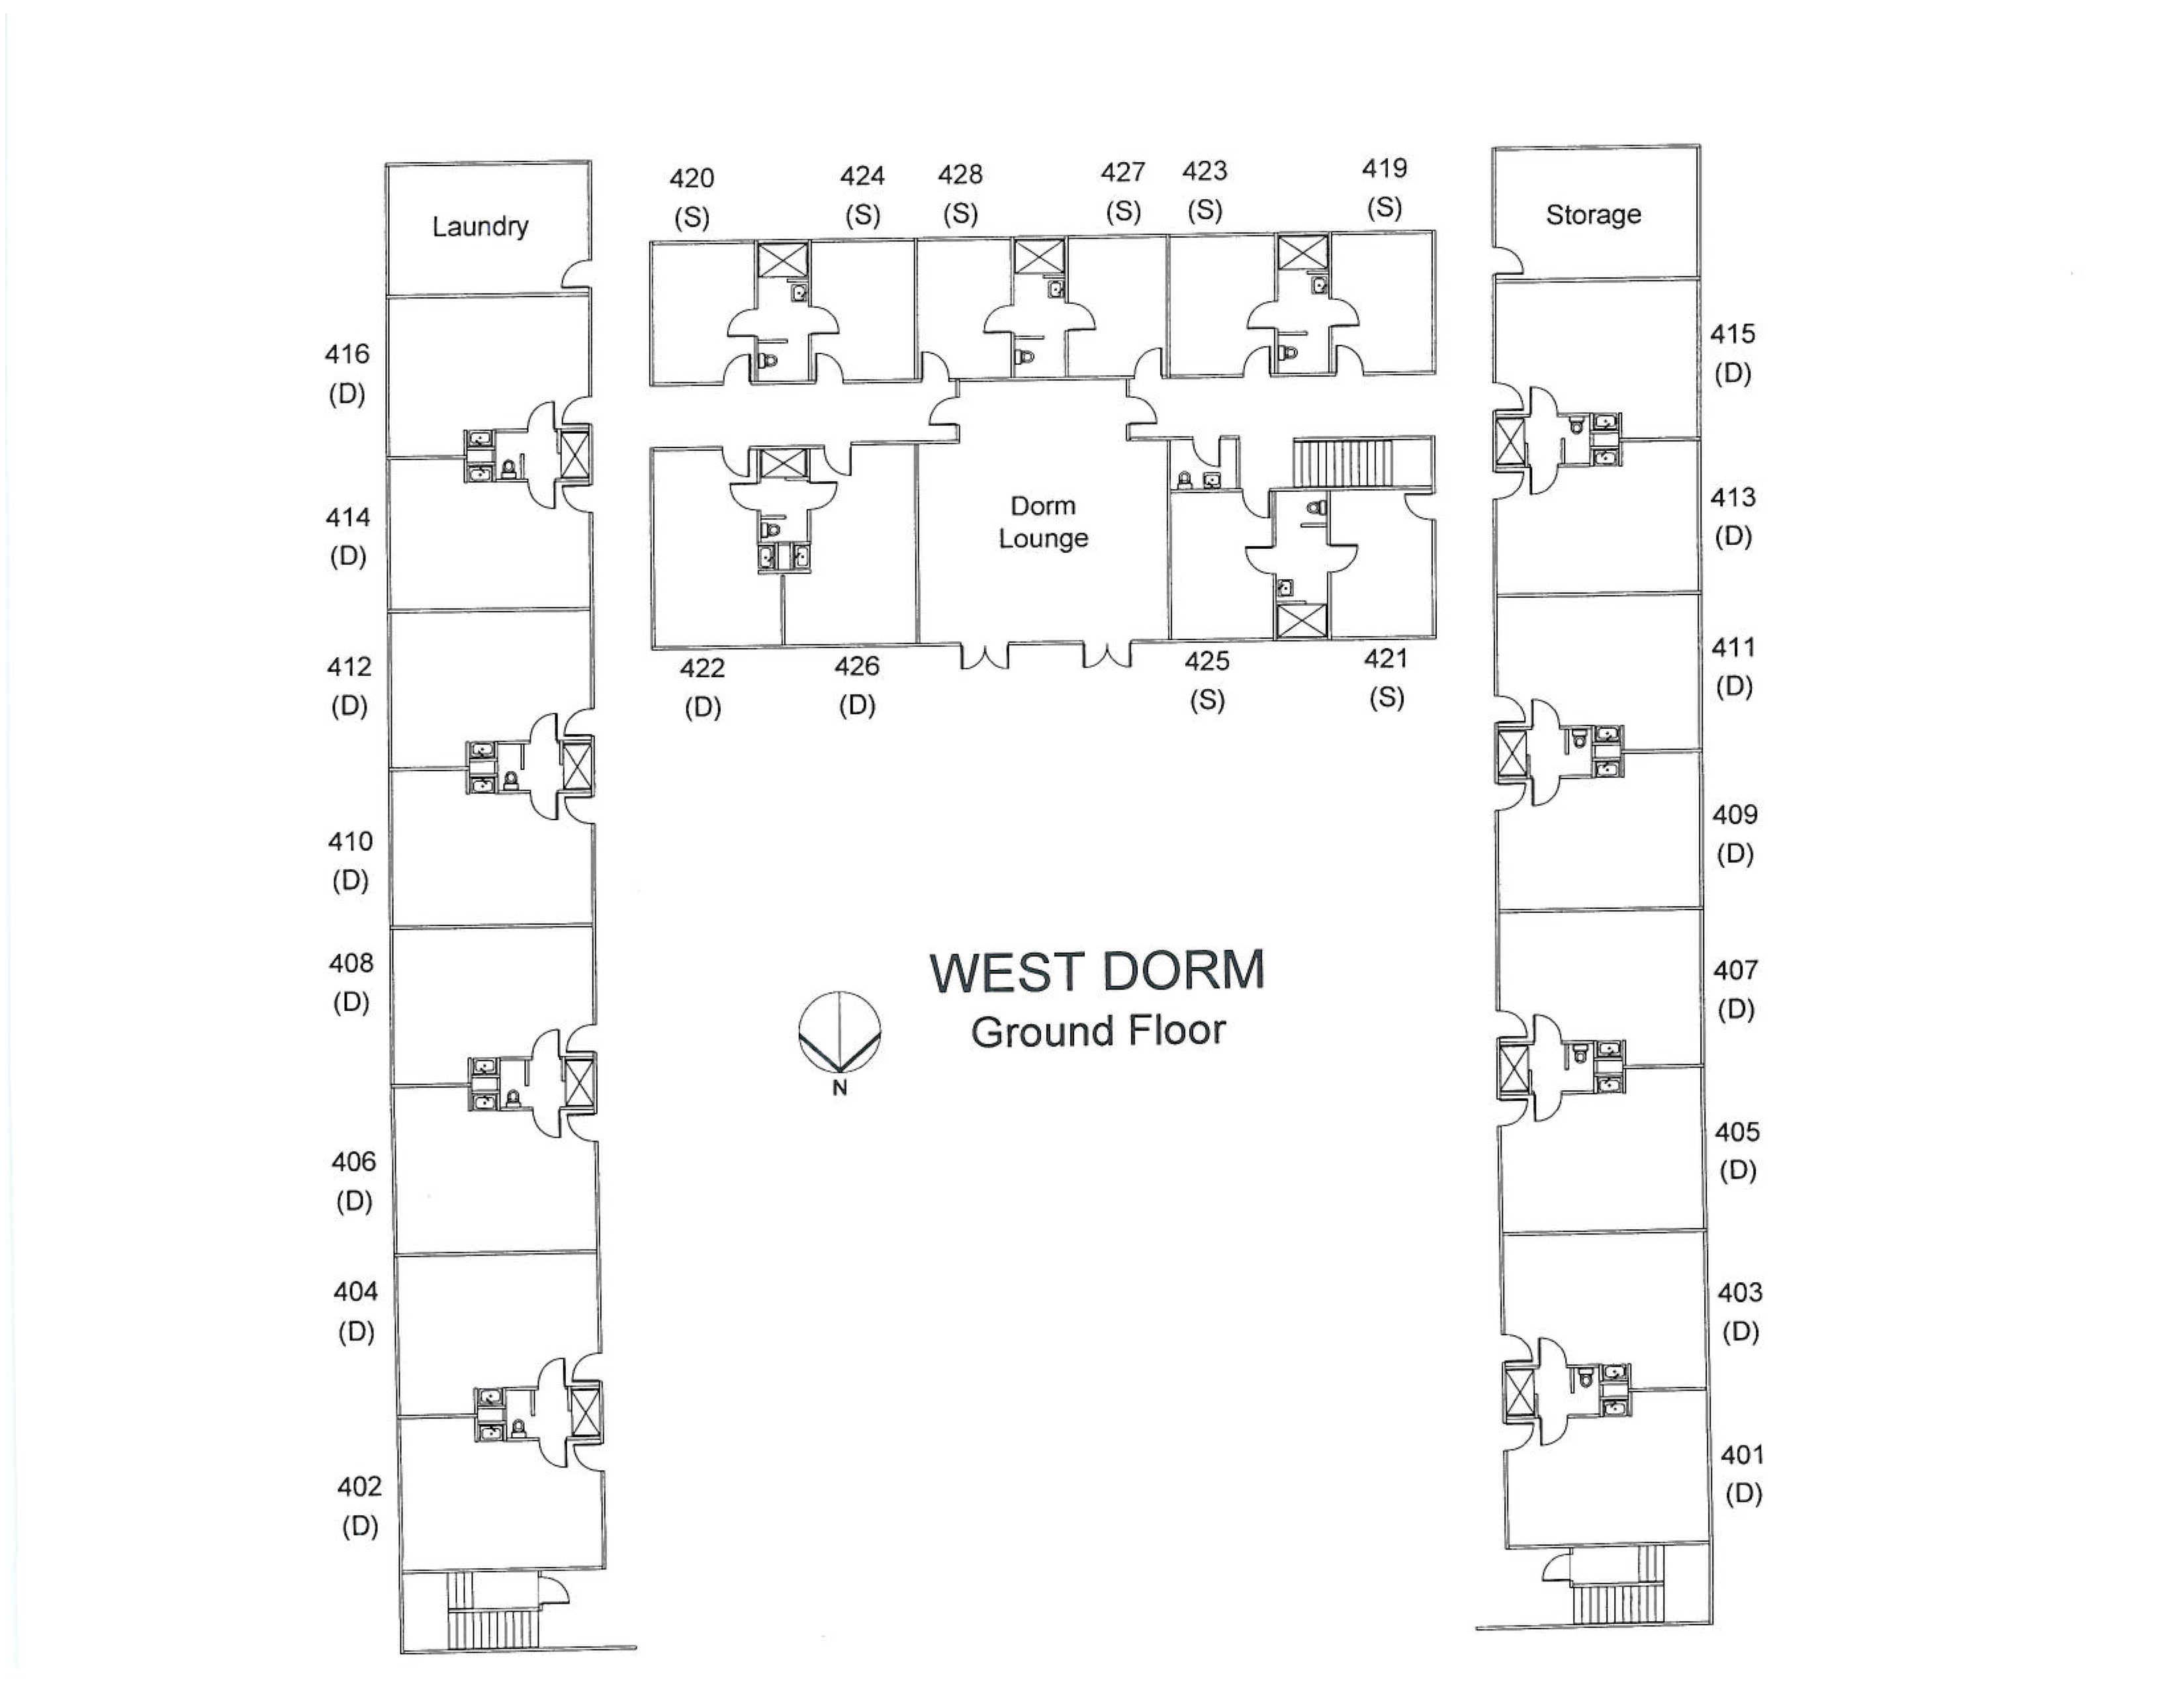 420
(S)
424
(S)
428
(S)
427
(S)
423
(S)
419
(S)
Laundry
Storage
416
(D)
415
(D)
414
(D)
Dorm
Lounge
413
(D)
412
(D)
422
(D)
426
(D)
425
(S)
421
(S)
411
(D)
410
(D)
409
(D)
408
(D)
WEST DORM
Ground Floor
N
407
(D)
406
(D)
405
(D)
404
(D)
403
(D)
402
(D)
401
(D)